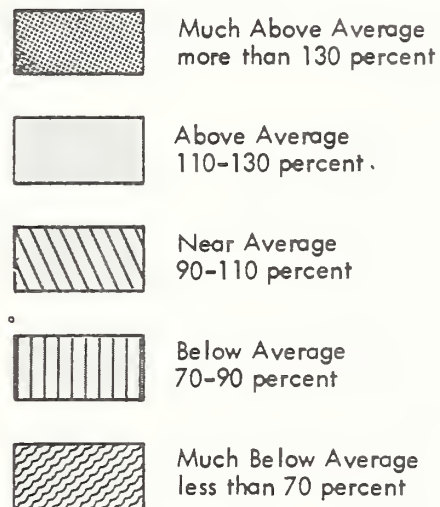 Much Above Average
more than 130 percent
Above Average
110-130 percent.
Near Average
90-110 percent
Below Average
70-90 percent
Much Below Average
less than 70 percent